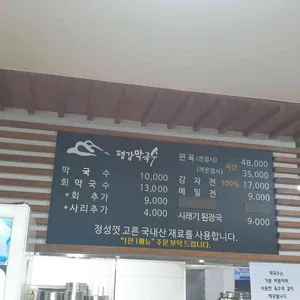 평강막국수
막 국 수 10,000
회 막 국 수 13,000
*회 추 가 9,000
*사 리 추 가 4,000
편 육 (큰접시) 국산 48,000
(작은접시) 35,000
감 자 전 100% 17,000
메 밀 전 9,000
시래기 된장국 9,000
정성껏 고른 국내산 재료를 사용합니다.
"1인1메뉴" 주문 부탁 드립니다.
막국수는